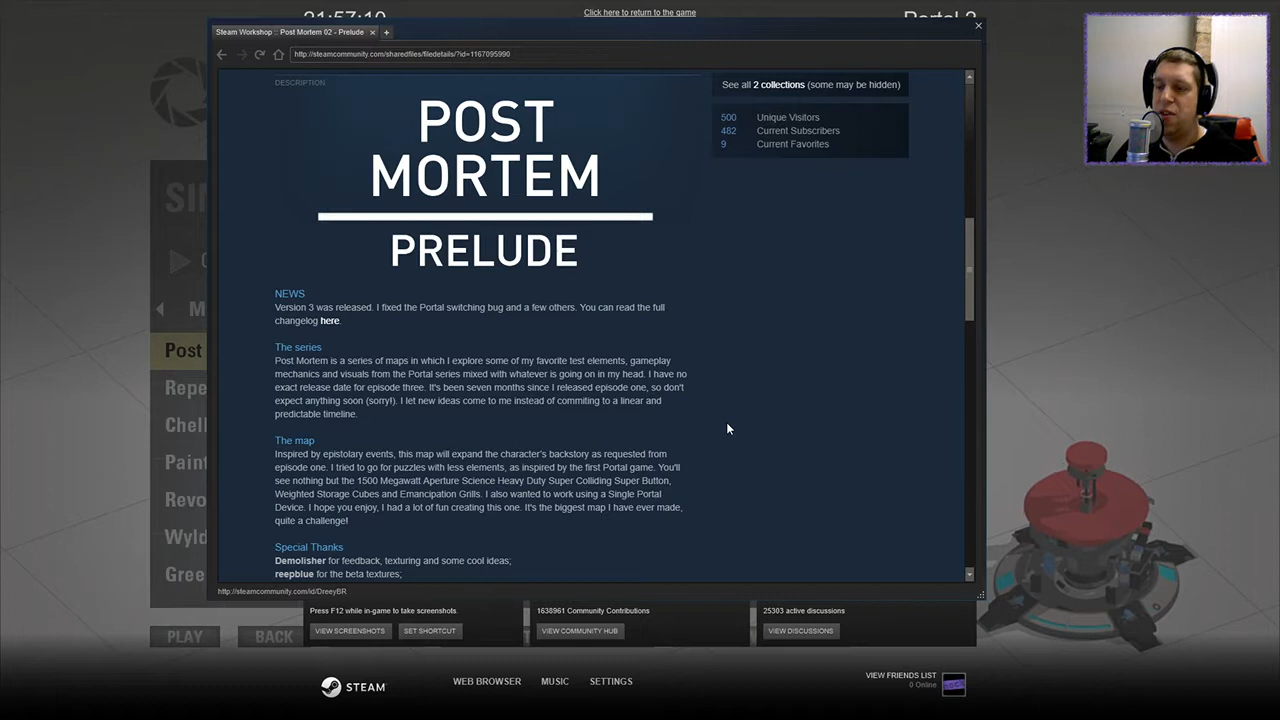 21:57:10
Click here to return to the game
Portal 2
Steam Workshop :: Post Mortem 02 - Prelude
http://steamcommunity.com/sharedfiles/filedetails/?id=1167095990
DESCRIPTION
POST
MORTEM
PRELUDE
See all 2 collections (some may be hidden)
500 Unique Visitors
482 Current Subscribers
9 Current Favorites
NEWS
Version 3 was released. I fixed the Portal switching bug and a few others. You can read the full
changelog here.
The series
Post Mortem is a series of maps in which I explore some of my favorite test elements, gameplay
mechanics and visuals from the Portal series mixed with whatever is going on in my head. I have no
exact release date for episode three. It's been seven months since I released episode one, so don't
expect anything soon (sorry!). I let new ideas come to me instead of commiting to a linear and
predictable timeline.
The map
Inspired by epistolary events, this map will expand the character's backstory as requested from
episode one. I tried to go for puzzles with less elements, as inspired by the first Portal game. You'll
see nothing but the 1500 Megawatt Aperture Science Heavy Duty Super Colliding Super Button,
Weighted Storage Cubes and Emancipation Grills. I also wanted to work using a Single Portal
Device. I hope you enjoy, I had a lot of fun creating this one. It's the biggest map I have ever made,
quite a challenge!
Special Thanks
Demolisher for feedback, texturing and some cool ideas;
reepblue for the beta textures;
http://steamcommunity.com/id/DreeyBR
SIN
M
Post
Repe
Chell
Pain
Revo
Wyld
Gree
PLAY
BACK
Press F12 while in-game to take screenshots.
VIEW SCREENSHOTS
SET SHORTCUT
1638961 Community Contributions
VIEW COMMUNITY HUB
25303 active discussions
VIEW DISCUSSIONS
STEAM
WEB BROWSER
MUSIC
SETTINGS
VIEW FRIENDS LIST
0 Online